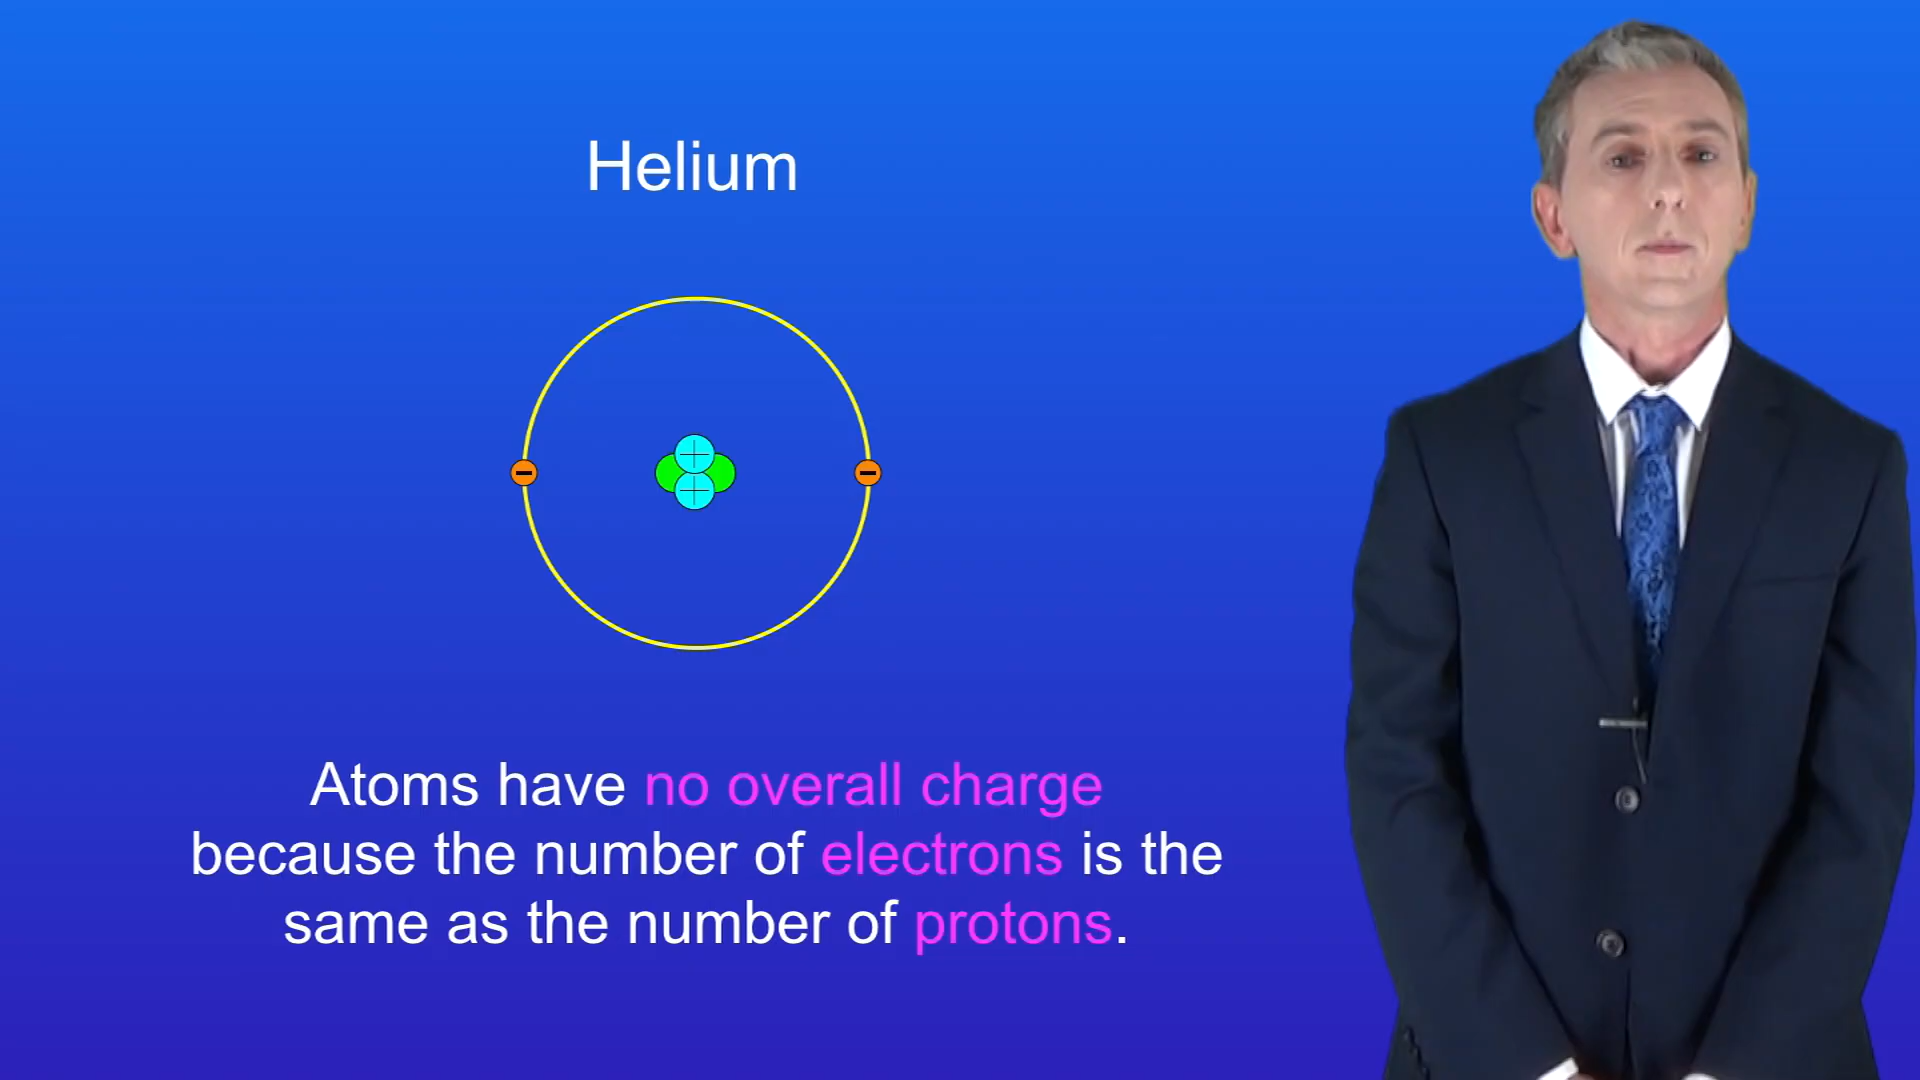 Helium
Atoms have no overall charge
because the number of electrons is the
same as the number of protons.